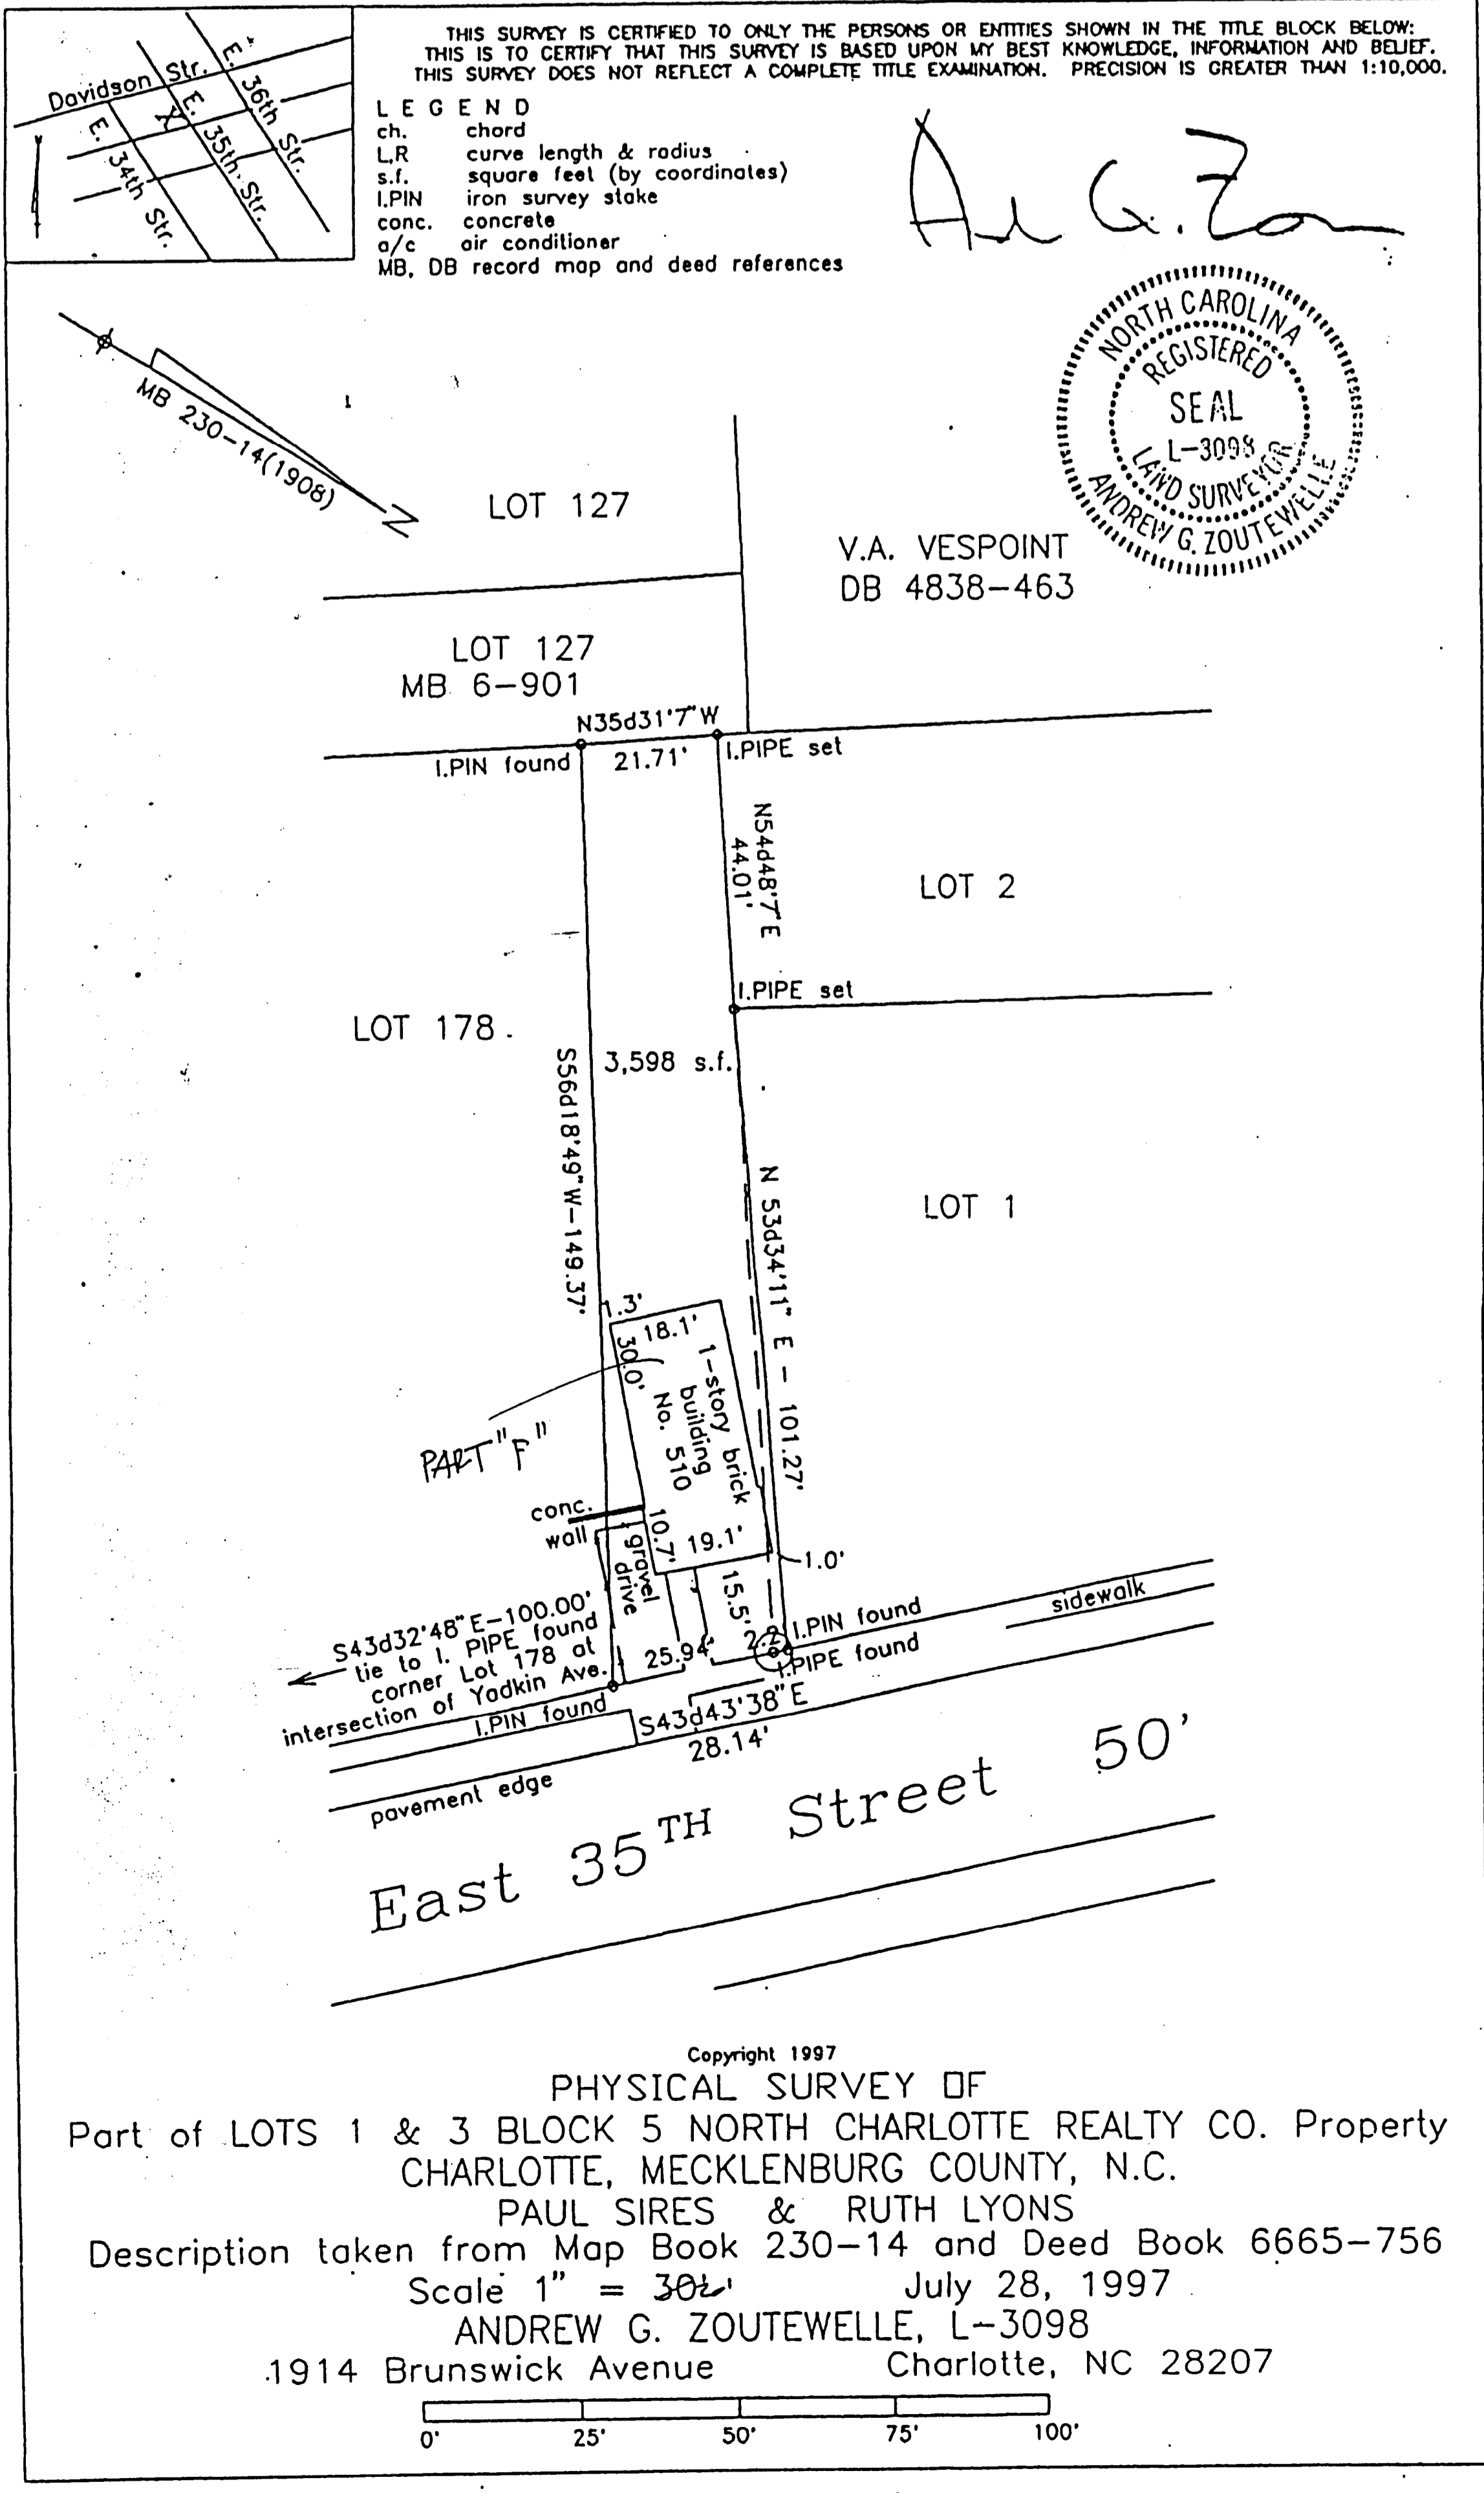 THIS SURVEY IS CERTIFIED TO ONLY THE PERSONS OR ENTITIES SHOWN IN THE TITLE BLOCK BELOW:
THIS IS TO CERTIFY THAT THIS SURVEY IS BASED UPON MY BEST KNOWLEDGE, INFORMATION AND BELIEF.
THIS SURVEY DOES NOT REFLECT A COMPLETE TITLE EXAMINATION. PRECISION IS GREATER THAN 1:10,000.
Davidson Str.
E. 36th Str.
E. 35th Str.
E. 34th Str.
X
LEGEND
ch. chord
L,R curve length & radius
s.f. square feet (by coordinates)
I.PIN iron survey stake
conc. concrete
a/c air conditioner
MB, DB record map and deed references
NORTH CAROLINA
REGISTERED
SEAL
L-3098
LAND SURVEYOR
ANDREW G. ZOUTEWELLE
MB 230-14(1908)
N
LOT 127
V.A. VESPOINT
DB 4838-463
LOT 127
MB 6-901
N35d31'7"W
I.PIN found
21.71'
I.PIPE set
N54d48'7"E
44.01'
LOT 2
I.PIPE set
LOT 178
3,598 s.f.
S56d18'49"W-149.37'
N 53d34'11" E - 101.27'
LOT 1
1.3'
18.1'
30.0'
1-story brick
building
No. 510
PART "F"
conc.
wall
gravel
drive
10.7'
19.1'
1.0'
15.5'
S43d32'48"E-100.00'
tie to I. PIPE found
corner Lot 178 at
intersection of Yadkin Ave.
25.94'
I.PIN found
I.PIPE found
sidewalk
I.PIN found
S43d43'38"E
28.14'
pavement edge
East 35TH Street 50'
Copyright 1997
PHYSICAL SURVEY OF
Part of LOTS 1 & 3 BLOCK 5 NORTH CHARLOTTE REALTY CO. Property
CHARLOTTE, MECKLENBURG COUNTY, N.C.
PAUL SIRES & RUTH LYONS
Description taken from Map Book 230-14 and Deed Book 6665-756
Scale 1" = July 28, 1997
ANDREW G. ZOUTEWELLE, L-3098
1914 Brunswick Avenue Charlotte, NC 28207
0' 25' 50' 75' 100'